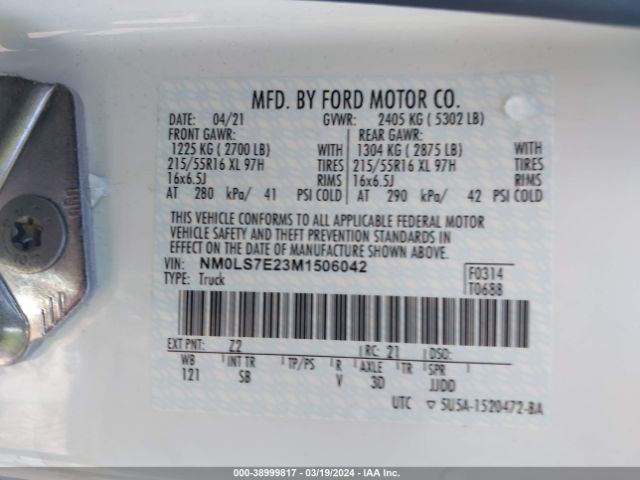 MFD. BY FORD MOTOR CO.
DATE: 04/21 GVWR: 2405 KG ( 5302 LB)
FRONT GAWR: REAR GAWR:
1225 KG ( 2700 LB) WITH 1304 KG ( 2875 LB) WITH
215/55R16 XL 97H TIRES 215/55R16 XL 97H TIRES
16x6.5J RIMS 16x6.5J RIMS
AT 280 kPa/ 41 PSI COLD AT 290 kPa/ 42 PSI COLD
THIS VEHICLE CONFORMS TO ALL APPLICABLE FEDERAL MOTOR
VEHICLE SAFETY AND THEFT PREVENTION STANDARDS IN
EFFECT ON THE DATE OF MANUFACTURE SHOWN ABOVE.
VIN: NM0LS7E23M1506042
TYPE: Truck
F0314
T0688
EXT PNT: Z2 RC: 21 DSO:
WB INT TR TP/PS R AXLE TR SPR
121 SB V 3D JJDD
UTC ▽ 5U5A-1520472-BA
000-38999817 - 03/19/2024 - IAA Inc.